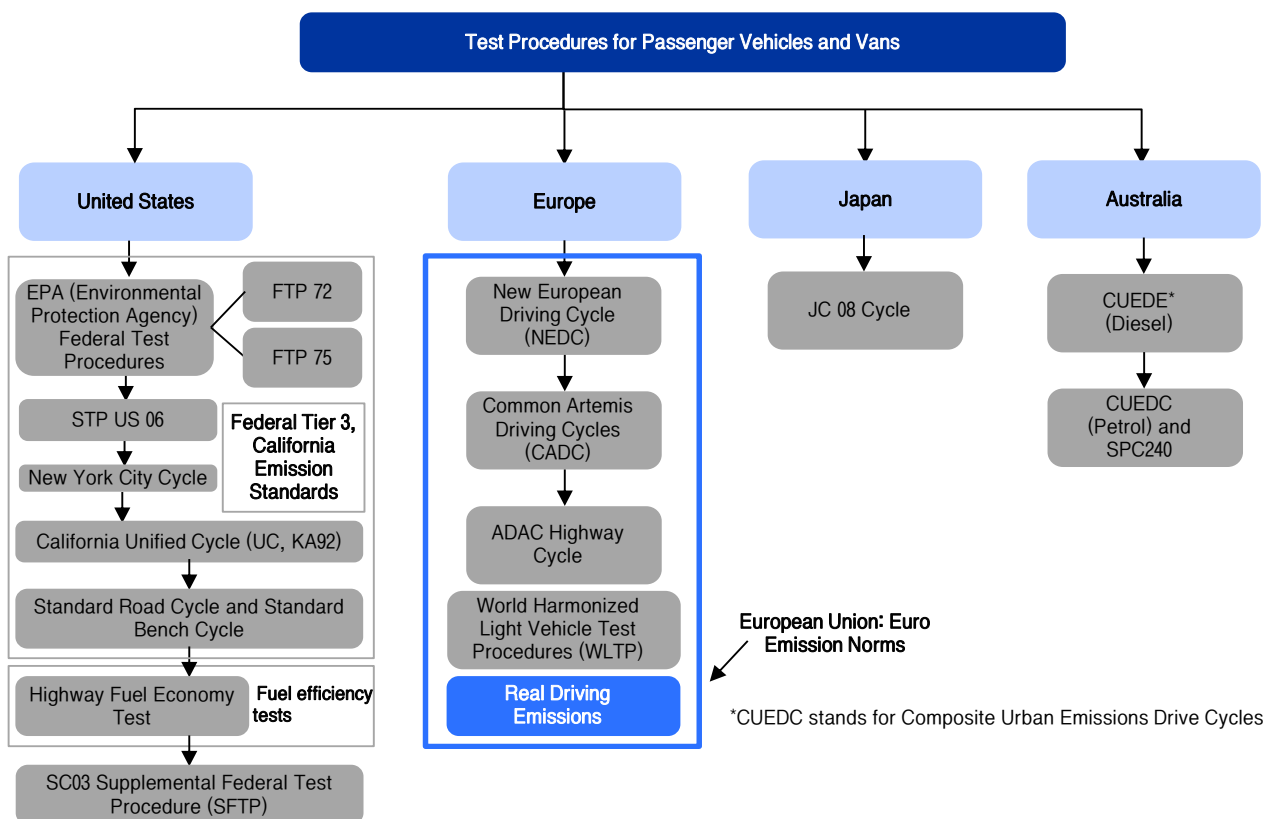 Test Procedures for Passenger Vehicles and Vans
United States
Europe
Japan
Australia
EPA (Environmental
Protection Agency)
Federal Test
Procedures
FTP 72
FTP 75
STP US 06
New York City Cycle
Federal Tier 3,
California
Emission
Standards
California Unified Cycle (UC, KA92)
Standard Road Cycle and Standard
Bench Cycle
Highway Fuel Economy
Test
Fuel efficiency
tests
SC03 Supplemental Federal Test
Procedure (SFTP)
New European
Driving Cycle
(NEDC)
Common Artemis
Driving Cycles
(CADC)
ADAC Highway
Cycle
World Harmonized
Light Vehicle Test
Procedures (WLTP)
Real Driving
Emissions
European Union: Euro
Emission Norms
JC 08 Cycle
CUEDE*
(Diesel)
CUEDC
(Petrol) and
SPC240
*CUEDC stands for Composite Urban Emissions Drive Cycles